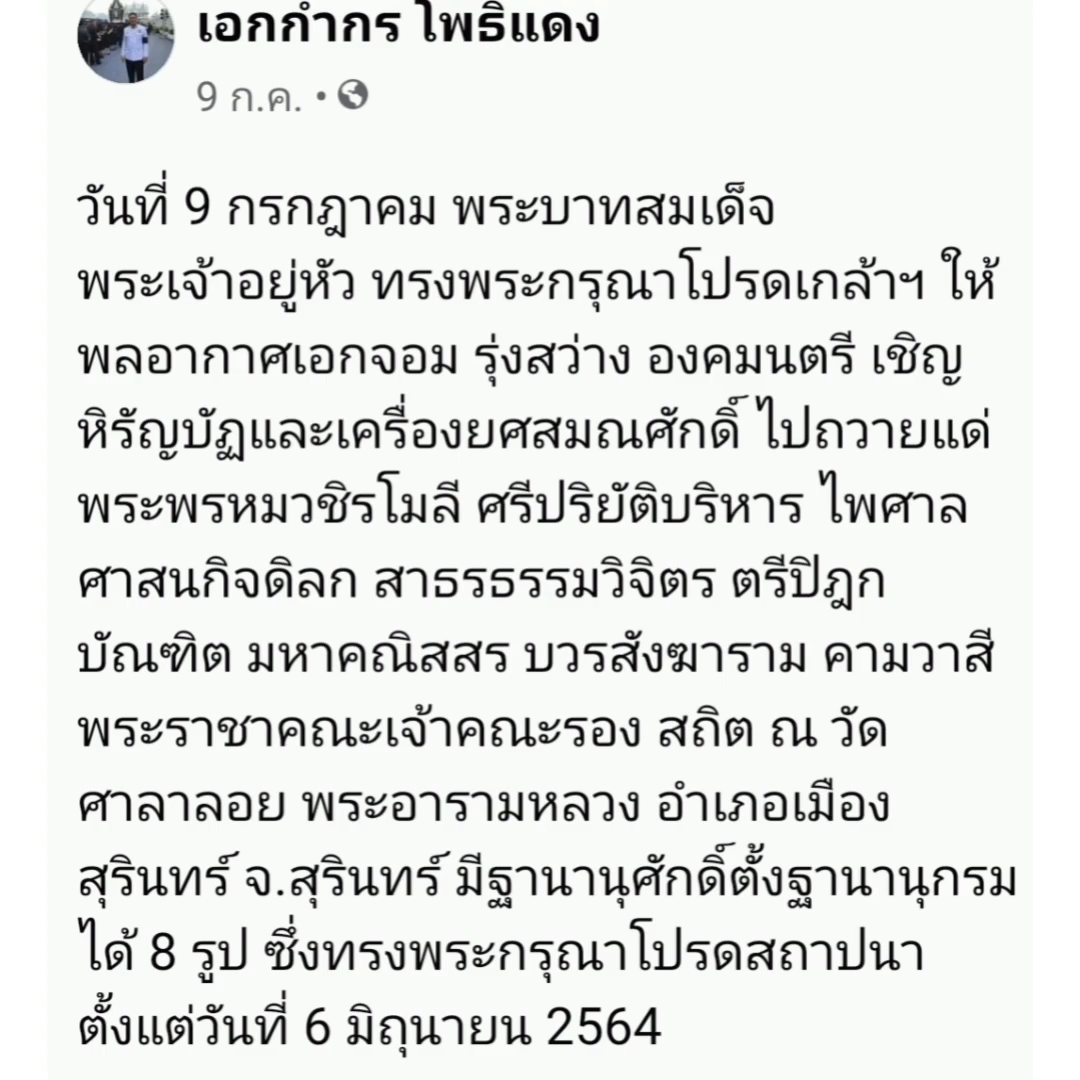 เอกกำกร โพธิ์แดง
9 ก.ค. •
วันที่ 9 กรกฎาคม พระบาทสมเด็จ
พระเจ้าอยู่หัว ทรงพระกรุณาโปรดเกล้าฯ ให้
พลอากาศเอกจอม รุ่งสว่าง องคมนตรี เชิญ
หิรัญบัฏและเครื่องยศสมณศักดิ์ ไปถวายแด่
พระพรหมวชิรโมลี ศรีปริยัติบริหาร ไพศาล
ศาสนกิจดิลก สาธรธรรมวิจิตร ตรีปิฎก
บัณฑิต มหาคณิสสร บวรสังฆาราม คามวาสี
พระราชาคณะเจ้าคณะรอง สถิต ณ วัด
ศาลาลอย พระอารามหลวง อำเภอเมือง
สุรินทร์ จ.สุรินทร์ มีฐานานุศักดิ์ตั้งฐานานุกรม
ได้ 8 รูป ซึ่งทรงพระกรุณาโปรดสถาปนา
ตั้งแต่วันที่ 6 มิถุนายน 2564